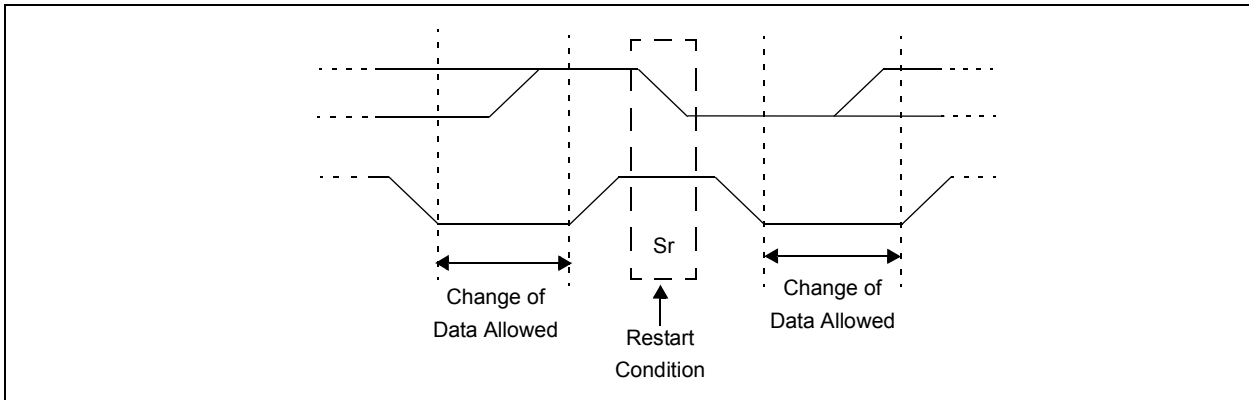 Sr
Change of
Data Allowed
Restart
Condition
Change of
Data Allowed